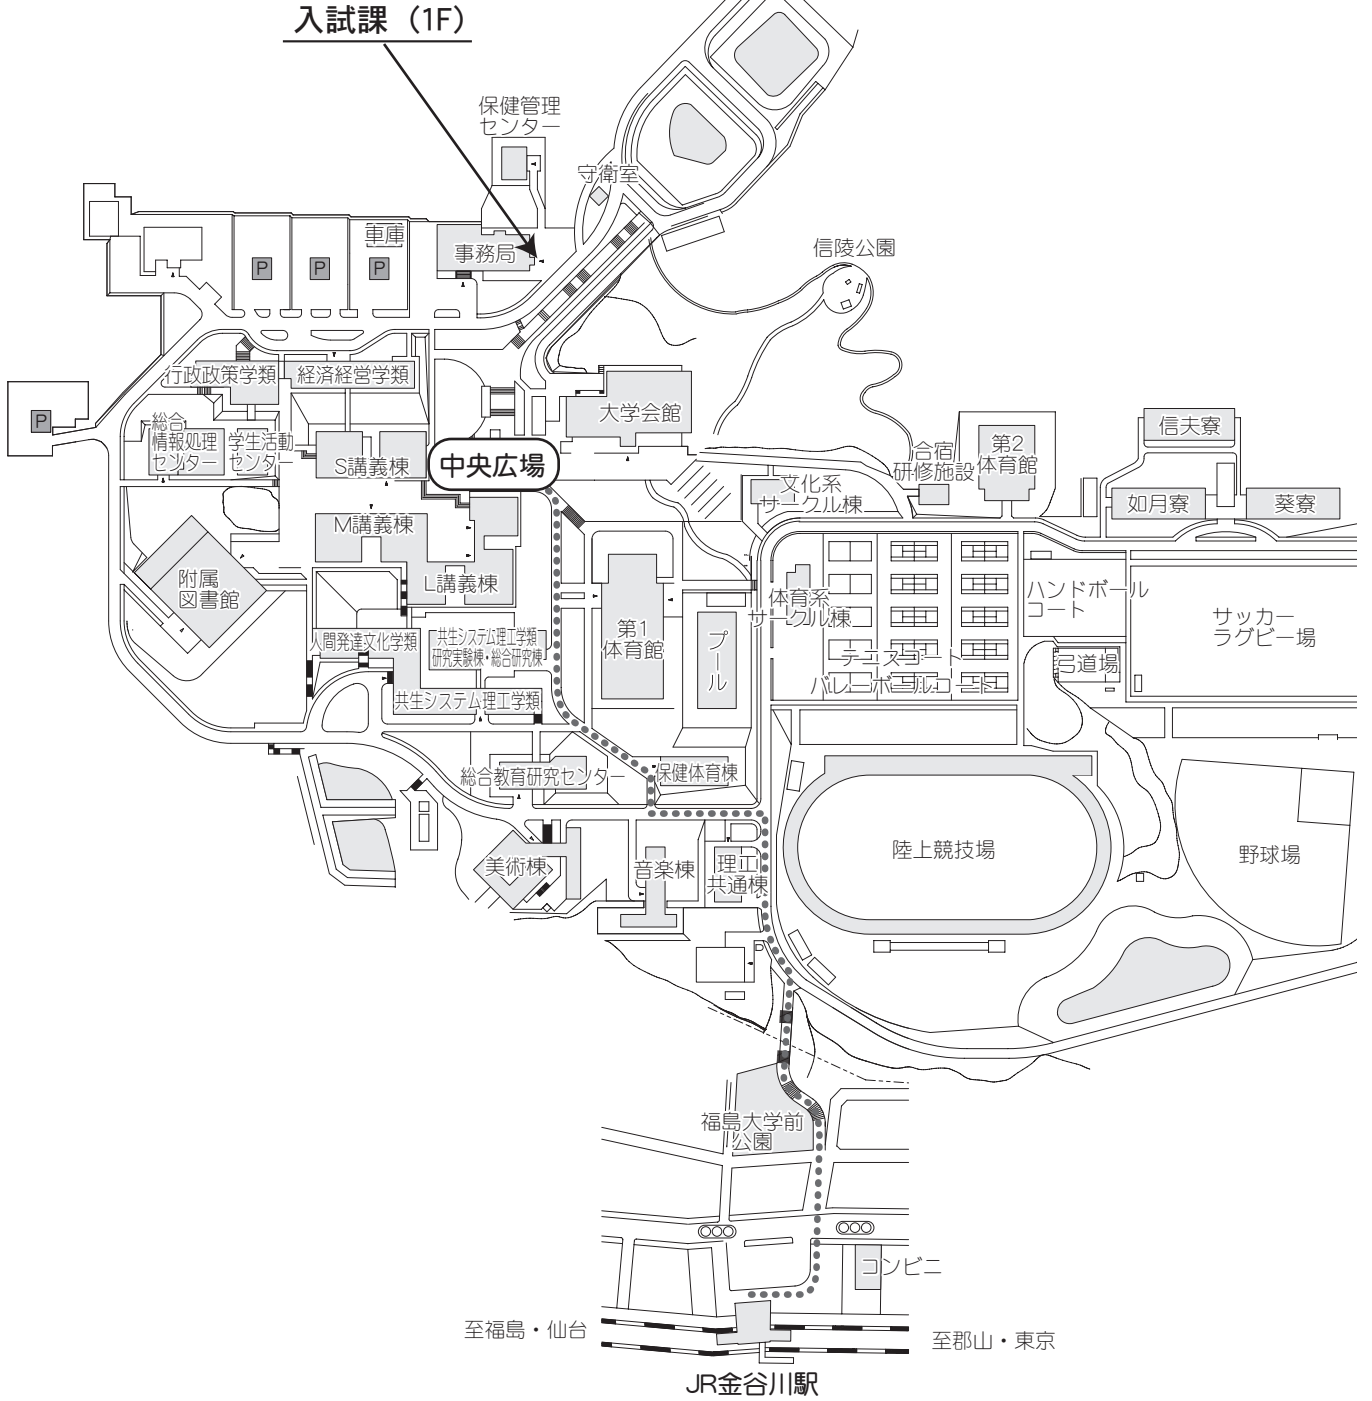 入試課（1F）
保健管理
センター
守衛室
車庫
事務局
信陵公園
P
P
P
行政政策学類
経済経営学類
大学会館
P
総合
情報処理
センター
学生活動
センター
S講義棟
中央広場
合宿
研修施設
第2
体育館
信夫寮
文化系
サークル棟
如月寮
葵寮
M講義棟
L講義棟
附属
図書館
体育系
サークル棟
ハンドボール
コート
サッカー
ラグビー場
人間発達文化学類
共生システム理工学類
研究実験棟・総合研究棟
第1
体育館
プール
テニスコート
バレーボールコート
弓道場
共生システム理工学類
総合教育研究センター
保健体育棟
美術棟
音楽棟
理工
共通棟
陸上競技場
野球場
福島大学前
公園
コンビニ
至福島・仙台
至郡山・東京
JR金谷川駅